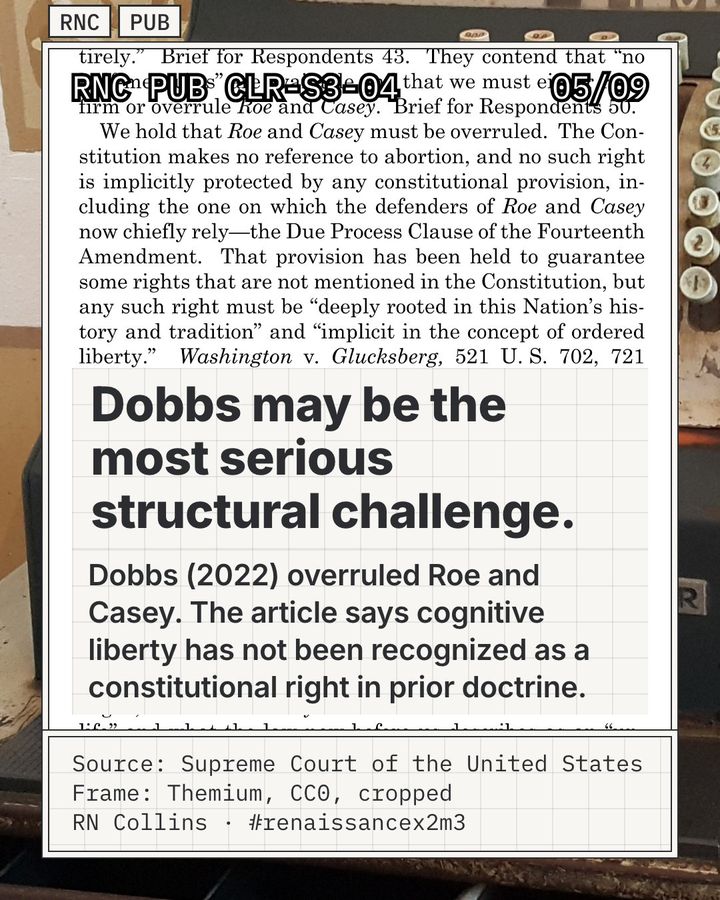 RNC PUB
tirely.” Brief for Respondents 43. They contend that “no
RNC PUB CLR-S3-04 05/09
that we must
firm or overrule Roe and Casey. Brief for Respondents 50.
We hold that Roe and Casey must be overruled. The Con-
stitution makes no reference to abortion, and no such right
is implicitly protected by any constitutional provision, in-
cluding the one on which the defenders of Roe and Casey
now chiefly rely—the Due Process Clause of the Fourteenth
Amendment. That provision has been held to guarantee
some rights that are not mentioned in the Constitution, but
any such right must be “deeply rooted in this Nation’s his-
tory and tradition” and “implicit in the concept of ordered
liberty.” Washington v. Glucksberg, 521 U. S. 702, 721
Dobbs may be the
most serious
structural challenge.
Dobbs (2022) overruled Roe and
Casey. The article says cognitive
liberty has not been recognized as a
constitutional right in prior doctrine.
Source: Supreme Court of the United States
Frame: Themium, CC0, cropped
RN Collins · #renaissancex2m3
R